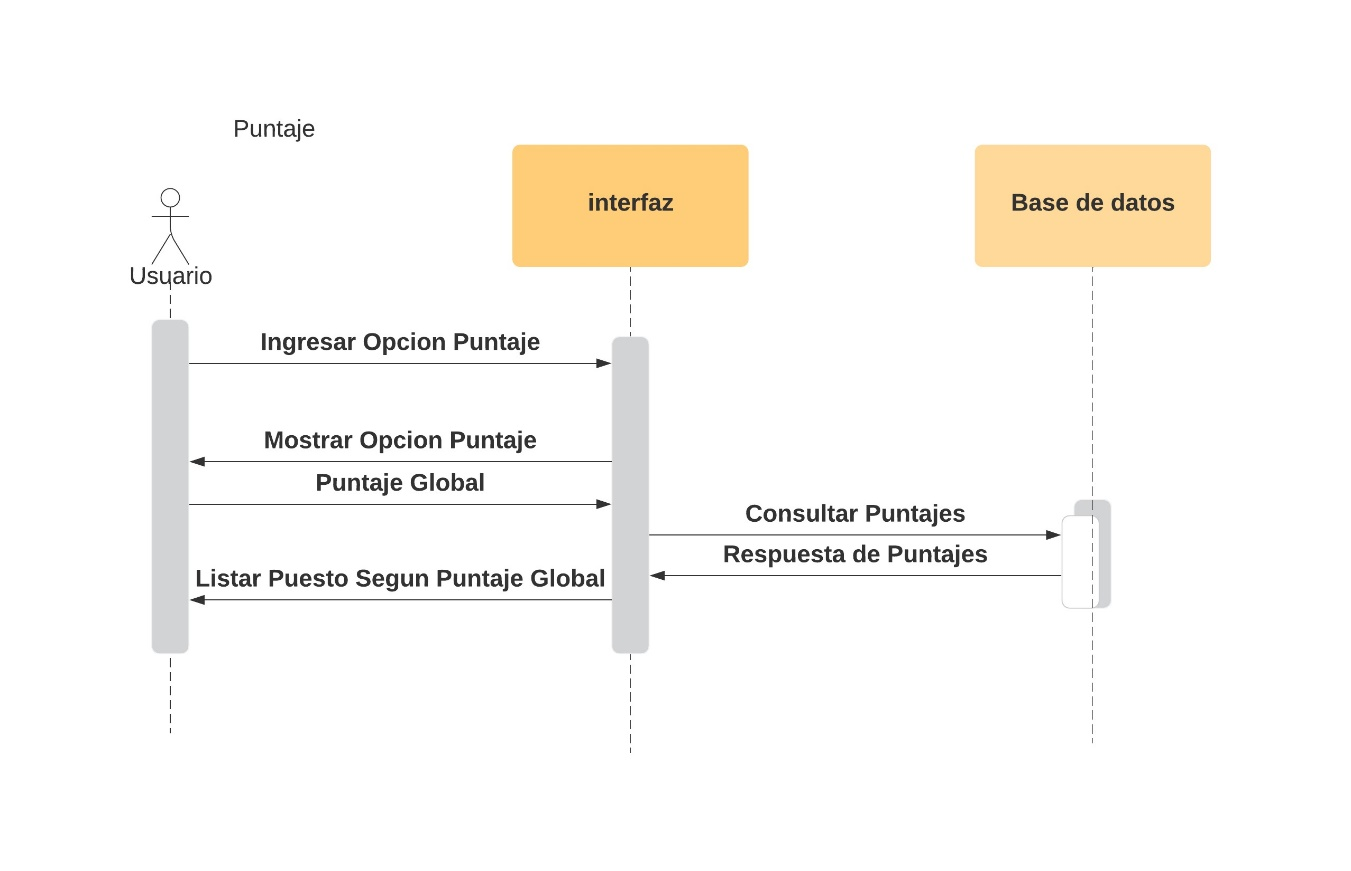 Puntaje
interfaz
Base de datos
Usuario
Ingresar Opcion Puntaje
Mostrar Opcion Puntaje
Puntaje Global
Consultar Puntajes
Respuesta de Puntajes
Listar Puesto Segun Puntaje Global